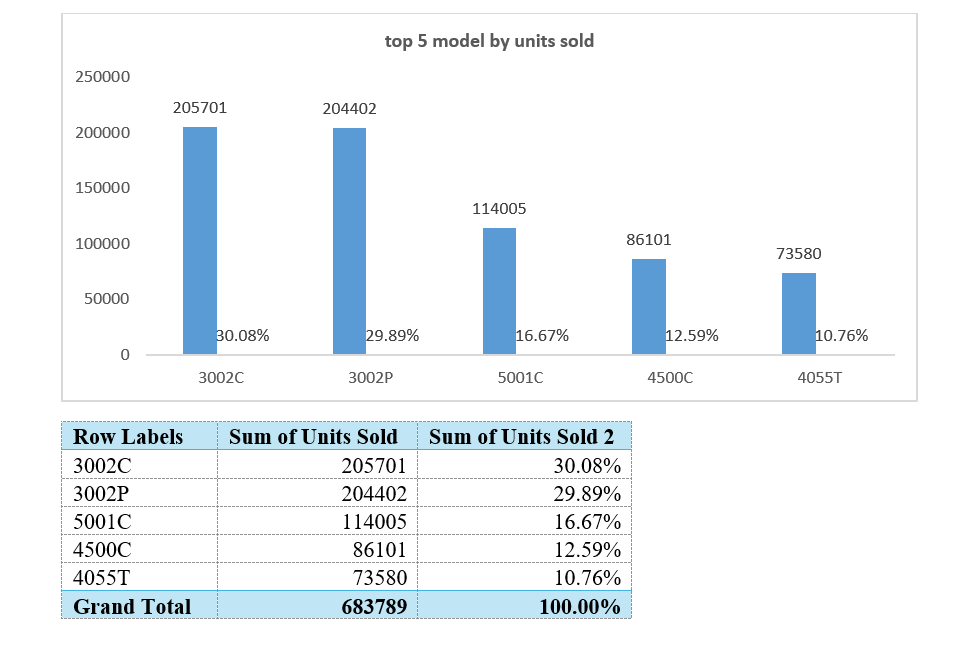 top 5 model by units sold
250000
200000
150000
100000
50000
0
205701
204402
114005
86101
73580
30.08%
29.89%
16.67%
12.59%
10.76%
3002C 3002P 5001C 4500C 4055T
Row Labels Sum of Units Sold Sum of Units Sold 2
3002C 205701 30.08%
3002P 204402 29.89%
5001C 114005 16.67%
4500C 86101 12.59%
4055T 73580 10.76%
Grand Total 683789 100.00%